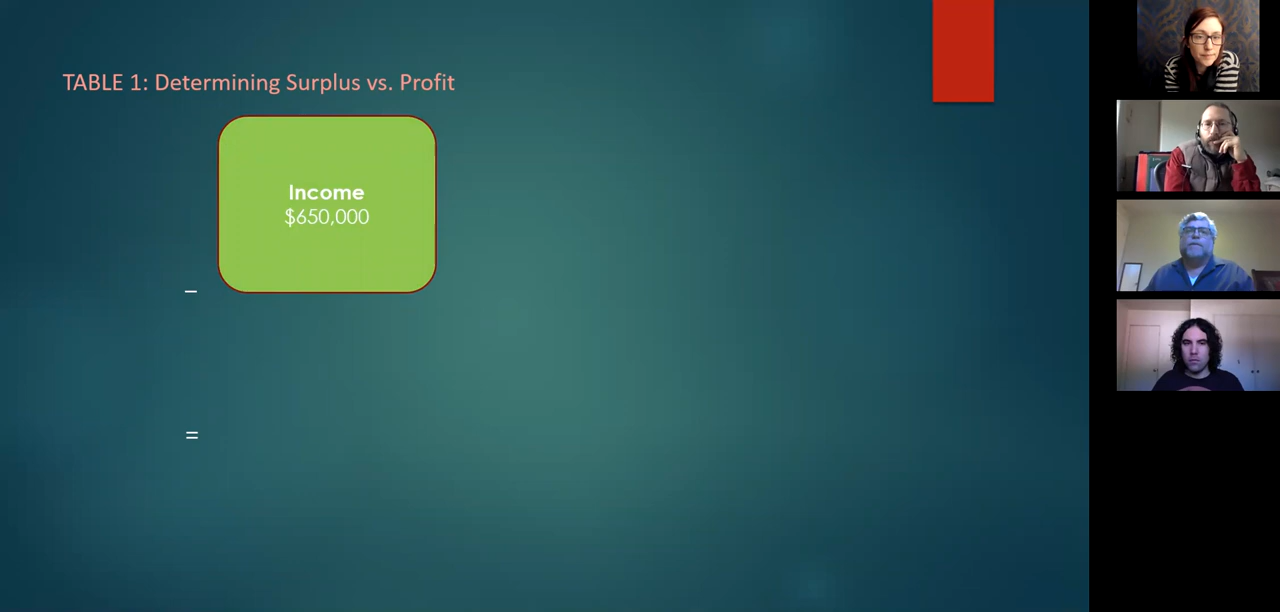 TABLE 1: Determining Surplus vs. Profit
Income
$650,000
–
=